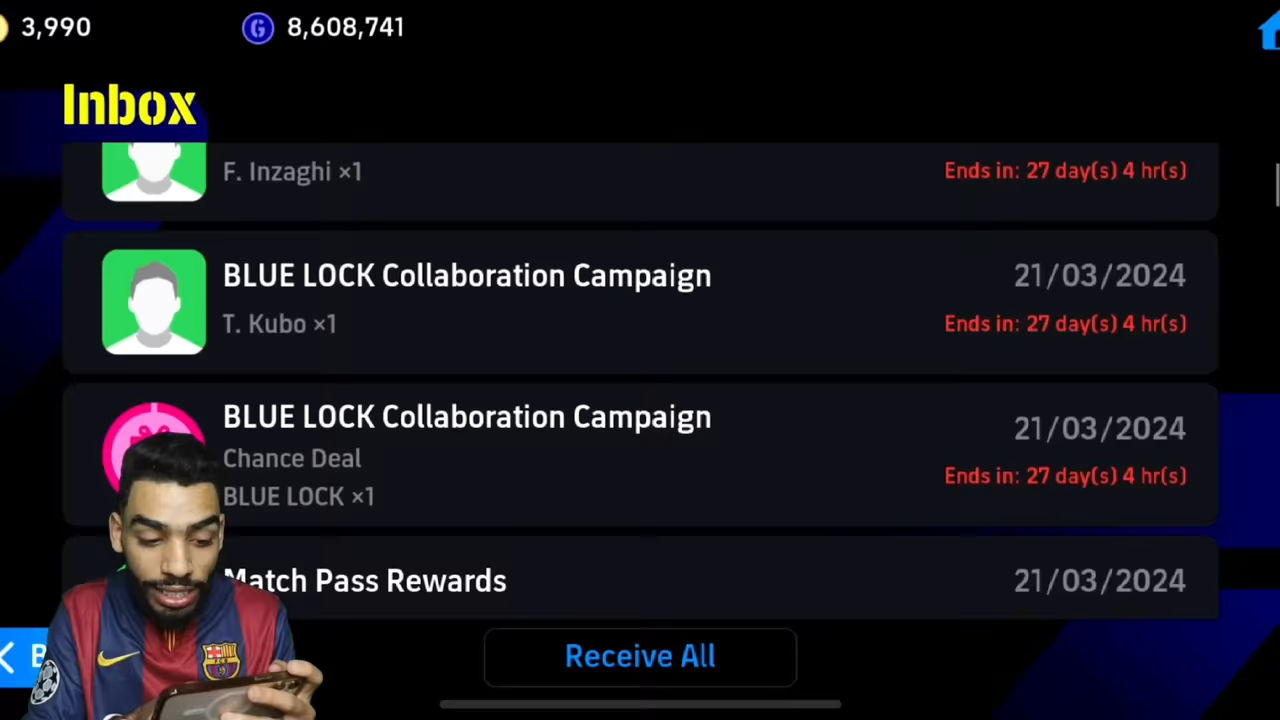 3,990
G 8,608,741
Inbox
F. Inzaghi ×1
Ends in: 27 day(s) 4 hr(s)
BLUE LOCK Collaboration Campaign
21/03/2024
T. Kubo ×1
Ends in: 27 day(s) 4 hr(s)
BLUE LOCK Collaboration Campaign
21/03/2024
Chance Deal
Ends in: 27 day(s) 4 hr(s)
BLUE LOCK ×1
Match Pass Rewards
21/03/2024
B
Receive All